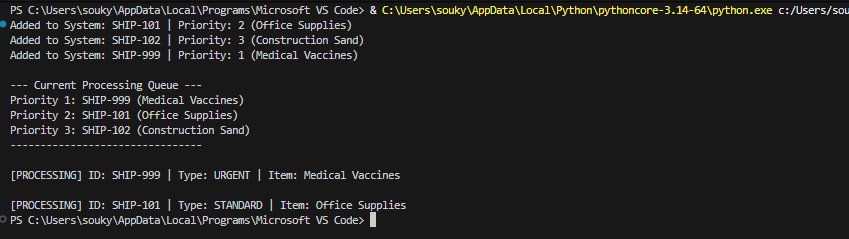 PS C:\Users\souky\AppData\Local\Programs\Microsoft VS Code> & C:\Users\souky\AppData\Local\Python\pythoncore-3.14-64\python.exe c:/Users/sou
Added to System: SHIP-101 | Priority: 2 (Office Supplies)
Added to System: SHIP-102 | Priority: 3 (Construction Sand)
Added to System: SHIP-999 | Priority: 1 (Medical Vaccines)
--- Current Processing Queue ---
Priority 1: SHIP-999 (Medical Vaccines)
Priority 2: SHIP-101 (Office Supplies)
Priority 3: SHIP-102 (Construction Sand)
--------------------------------
[PROCESSING] ID: SHIP-999 | Type: URGENT | Item: Medical Vaccines
[PROCESSING] ID: SHIP-101 | Type: STANDARD | Item: Office Supplies
PS C:\Users\souky\AppData\Local\Programs\Microsoft VS Code>